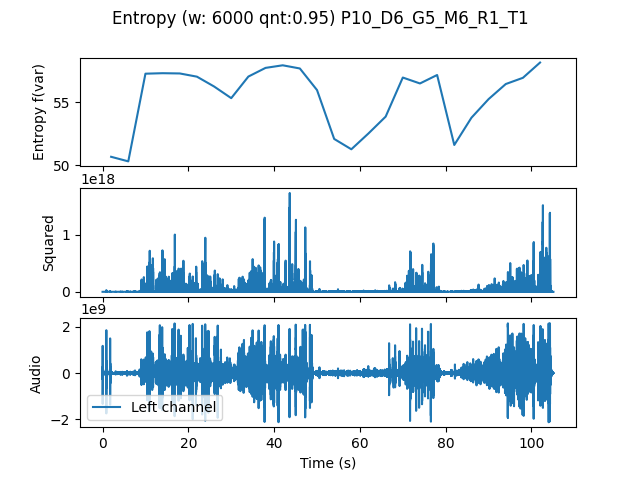 Entropy (w: 6000 qnt:0.95) P10_D6_G5_M6_R1_T1
Entropy f(var)
55
50
1e18
Squared
1
0
1e9
Audio
2
0
−2
Left channel
0
20
40
60
80
100
Time (s)